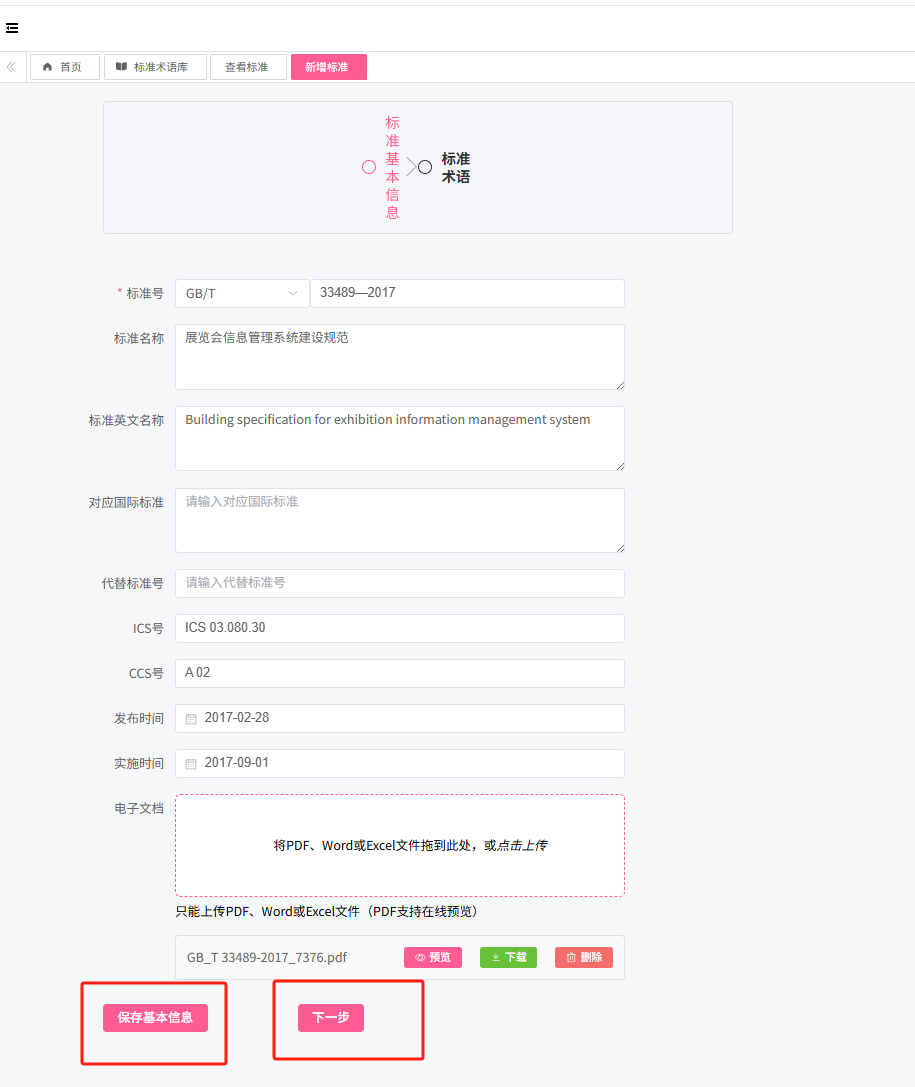 首页
标准术语库
查看标准
新增标准
标准基本信息
标准
术语
* 标准号
GB/T
33489—2017
标准名称
展览会信息管理系统建设规范
标准英文名称
Building specification for exhibition information management system
对应国际标准
请输入对应国际标准
代替标准号
请输入代替标准号
ICS号
ICS 03.080.30
CCS号
A 02
发布时间
2017-02-28
实施时间
2017-09-01
电子文档
将PDF、Word或Excel文件拖到此处，或点击上传
只能上传PDF、Word或Excel文件（PDF支持在线预览）
GB_T 33489-2017_7376.pdf
预览
下载
删除
保存基本信息
下一步